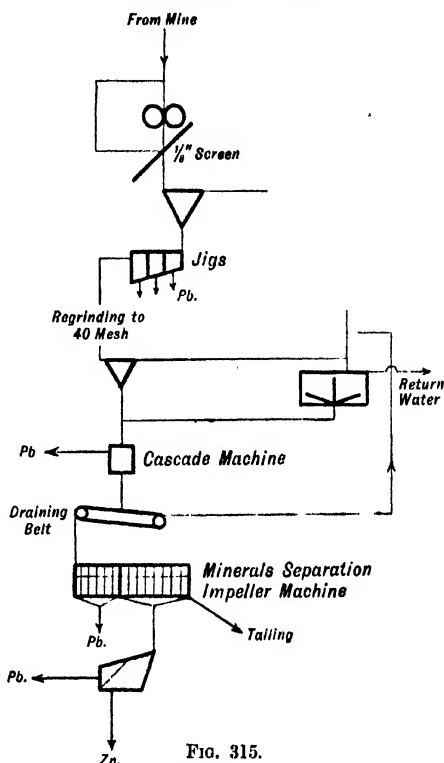 From Mine
1/8" Screen
Jigs
Pb.
Regrinding to
40 Mesh
Return
Water
Pb
Cascade Machine
Draining
Belt
Minerals Separation
Impeller Machine
Pb.
Tailing
Pb.
Zn.
FIG. 315.